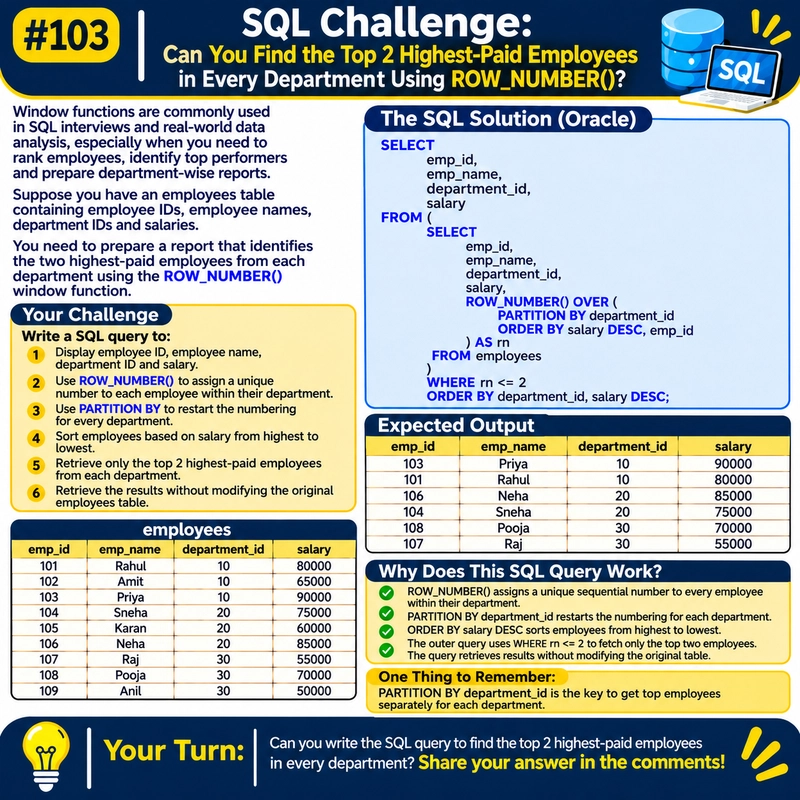 #103
SQL Challenge:
Can You Find the Top 2 Highest-Paid Employees
in Every Department Using ROW_NUMBER()?
SQL
Window functions are commonly used
in SQL interviews and real-world data
analysis, especially when you need to
rank employees, identify top performers
and prepare department-wise reports.
Suppose you have an employees table
containing employee IDs, employee names,
department IDs and salaries.
You need to prepare a report that identifies
the two highest-paid employees from each
department using the ROW_NUMBER()
window function.
Your Challenge
Write a SQL query to:
1 Display employee ID, employee name,
department ID and salary.
2 Use ROW_NUMBER() to assign a unique
number to each employee within their department.
3 Use PARTITION BY to restart the numbering
for every department.
4 Sort employees based on salary from highest to
lowest.
5 Retrieve only the top 2 highest-paid employees
from each department.
6 Retrieve the results without modifying the original
employees table.
employees
emp_id emp_name department_id salary
101 Rahul 10 80000
102 Amit 10 65000
103 Priya 10 90000
104 Sneha 20 75000
105 Karan 20 60000
106 Neha 20 85000
107 Raj 30 55000
108 Pooja 30 70000
109 Anil 30 50000
The SQL Solution (Oracle)
SELECT
emp_id,
emp_name,
department_id,
salary
FROM (
SELECT
emp_id,
emp_name,
department_id,
salary,
ROW_NUMBER() OVER (
PARTITION BY department_id
ORDER BY salary DESC, emp_id
) AS rn
FROM employees
)
WHERE rn <= 2
ORDER BY department_id, salary DESC;
Expected Output
emp_id emp_name department_id salary
103 Priya 10 90000
101 Rahul 10 80000
106 Neha 20 85000
104 Sneha 20 75000
108 Pooja 30 70000
107 Raj 30 55000
Why Does This SQL Query Work?
ROW_NUMBER() assigns a unique sequential number to every employee
within their department.
PARTITION BY department_id restarts the numbering for each department.
ORDER BY salary DESC sorts employees from highest to lowest.
The outer query uses WHERE rn <= 2 to fetch only the top two employees.
The query retrieves results without modifying the original table.
One Thing to Remember:
PARTITION BY department_id is the key to get top employees
separately for each department.
Your Turn:
Can you write the SQL query to find the top 2 highest-paid employees
in every department? Share your answer in the comments!